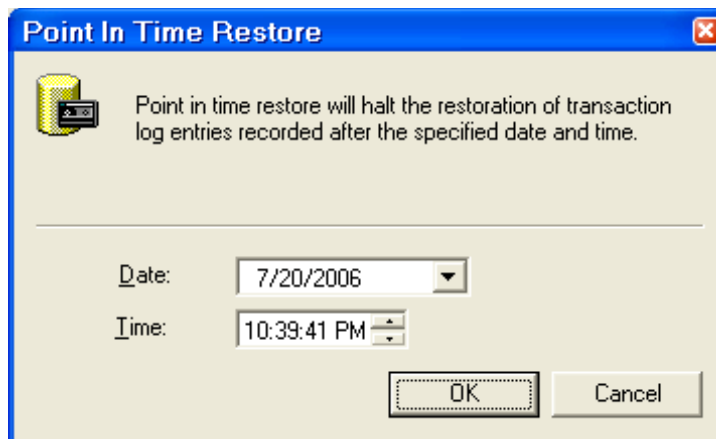 Point In Time Restore
Point in time restore will halt the restoration of transaction
log entries recorded after the specified date and time.
Date: 7/20/2006
Time: 10:39:41 PM
OK Cancel